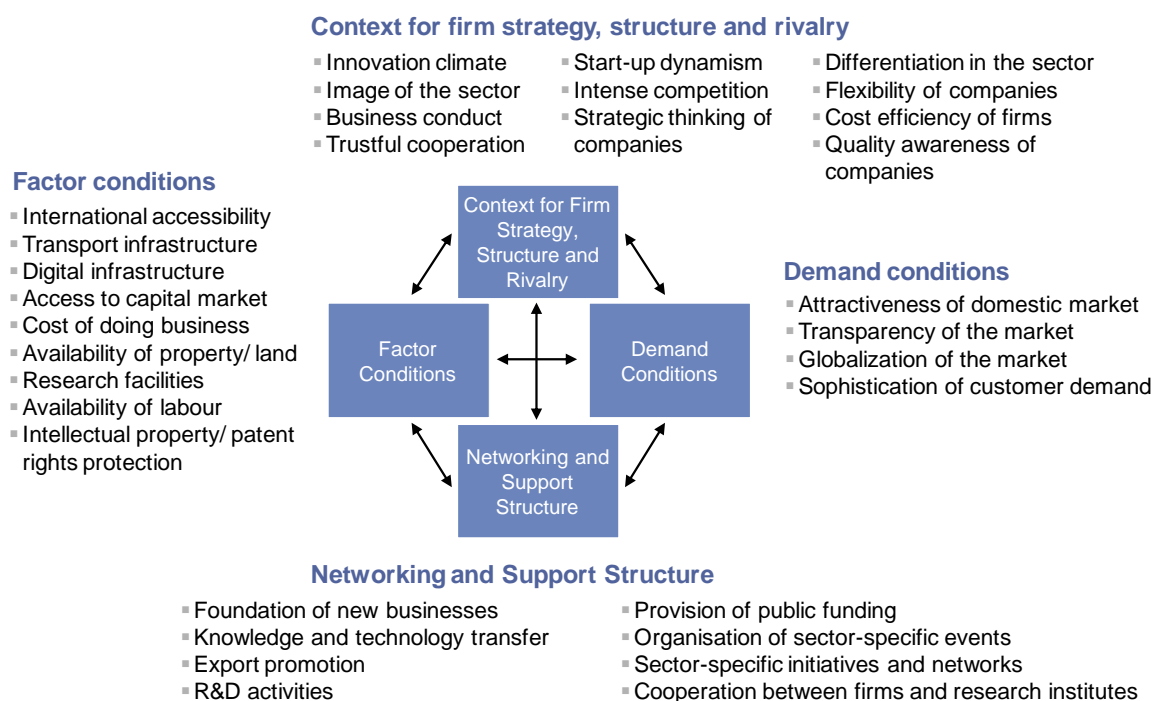 Context for firm strategy, structure and rivalry
Innovation climate
Image of the sector
Business conduct
Trustful cooperation
Start-up dynamism
Intense competition
Strategic thinking of
companies
Differentiation in the sector
Flexibility of companies
Cost efficiency of firms
Quality awareness of
companies
Factor conditions
International accessibility
Transport infrastructure
Digital infrastructure
Access to capital market
Cost of doing business
Availability of property/ land
Research facilities
Availability of labour
Intellectual property/ patent
rights protection
Context for Firm
Strategy,
Structure and
Rivalry
Factor
Conditions
Demand
Conditions
Networking and
Support
Structure
Demand conditions
Attractiveness of domestic market
Transparency of the market
Globalization of the market
Sophistication of customer demand
Networking and Support Structure
Foundation of new businesses
Knowledge and technology transfer
Export promotion
R&D activities
Provision of public funding
Organisation of sector-specific events
Sector-specific initiatives and networks
Cooperation between firms and research institutes